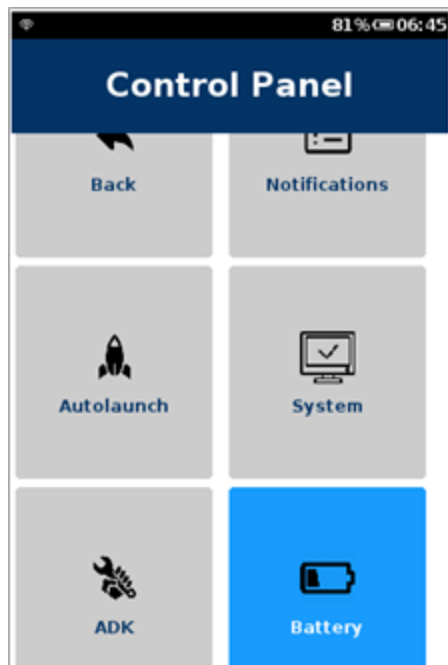 81% 06:45
Control Panel
Back Notifications
Autolaunch System
ADK Battery